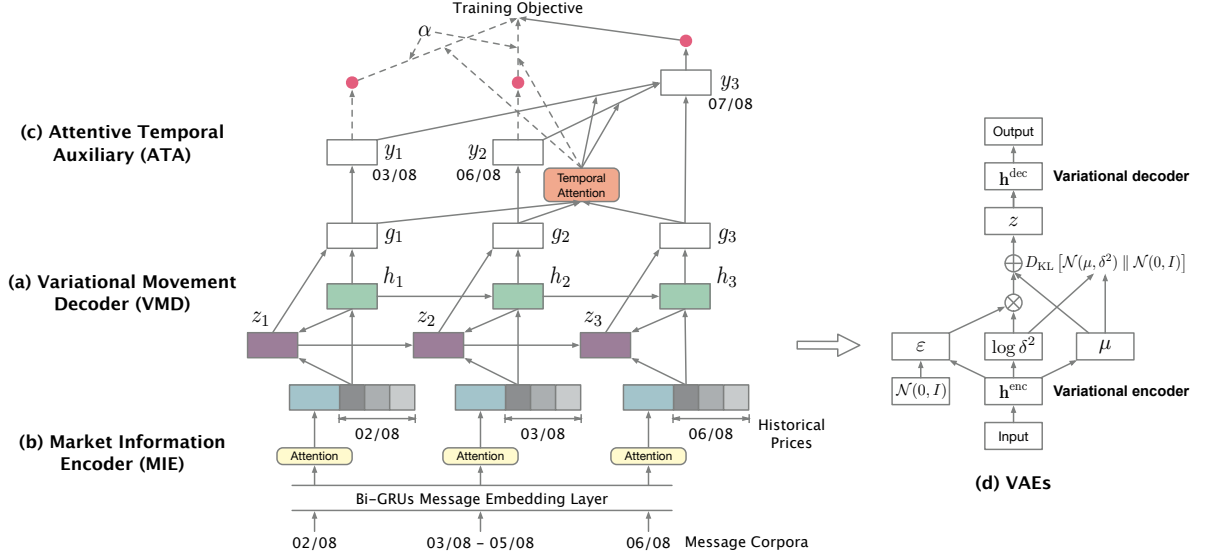 Training Objective
α
y₃
07/08
(c) Attentive Temporal
Auxiliary (ATA)
y₁
03/08
y₂
06/08
Temporal
Attention
g₁
g₂
g₃
(a) Variational Movement
Decoder (VMD)
h₁
h₂
h₃
z₁
z₂
z₃
02/08
03/08
06/08
Historical
Prices
(b) Market Information
Encoder (MIE)
Attention
Attention
Attention
Bi-GRUs Message Embedding Layer
02/08
03/08 - 05/08
06/08
Message Corpora
Output
h^dec
Variational decoder
z
D_KL [N(μ, δ²) ∥ N(0, I)]
ε
log δ²
μ
N(0, I)
h^enc
Variational encoder
Input
(d) VAEs